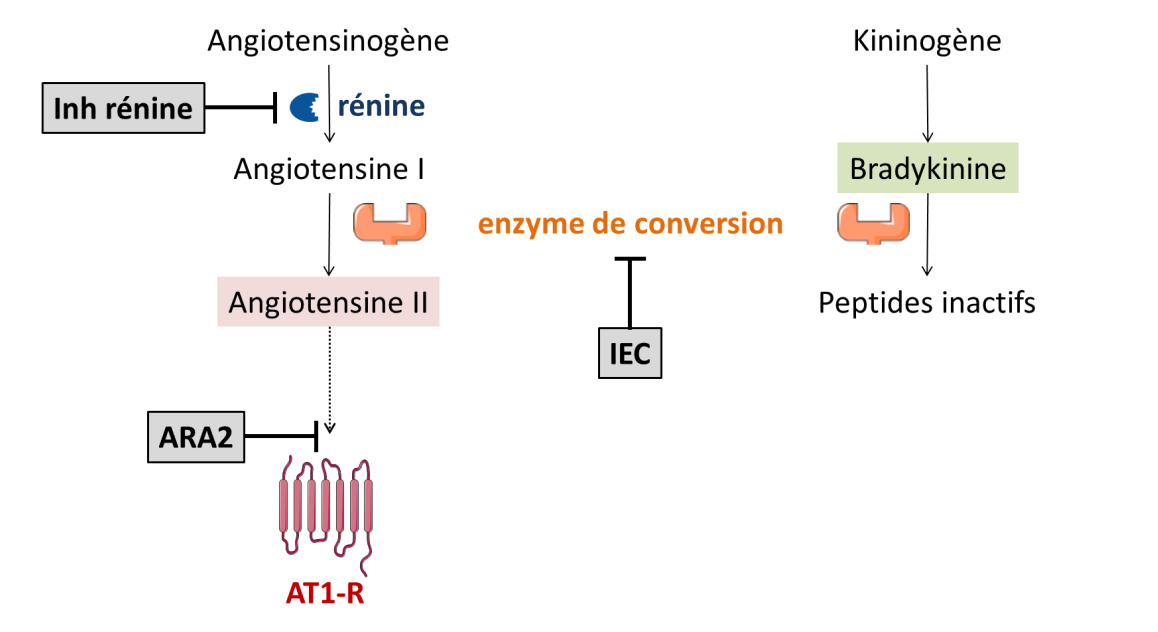 Angiotensinogène
Kininogène
Inh rénine
rénine
Angiotensine I
Bradykinine
enzyme de conversion
Angiotensine II
Peptides inactifs
IEC
ARA2
AT1-R